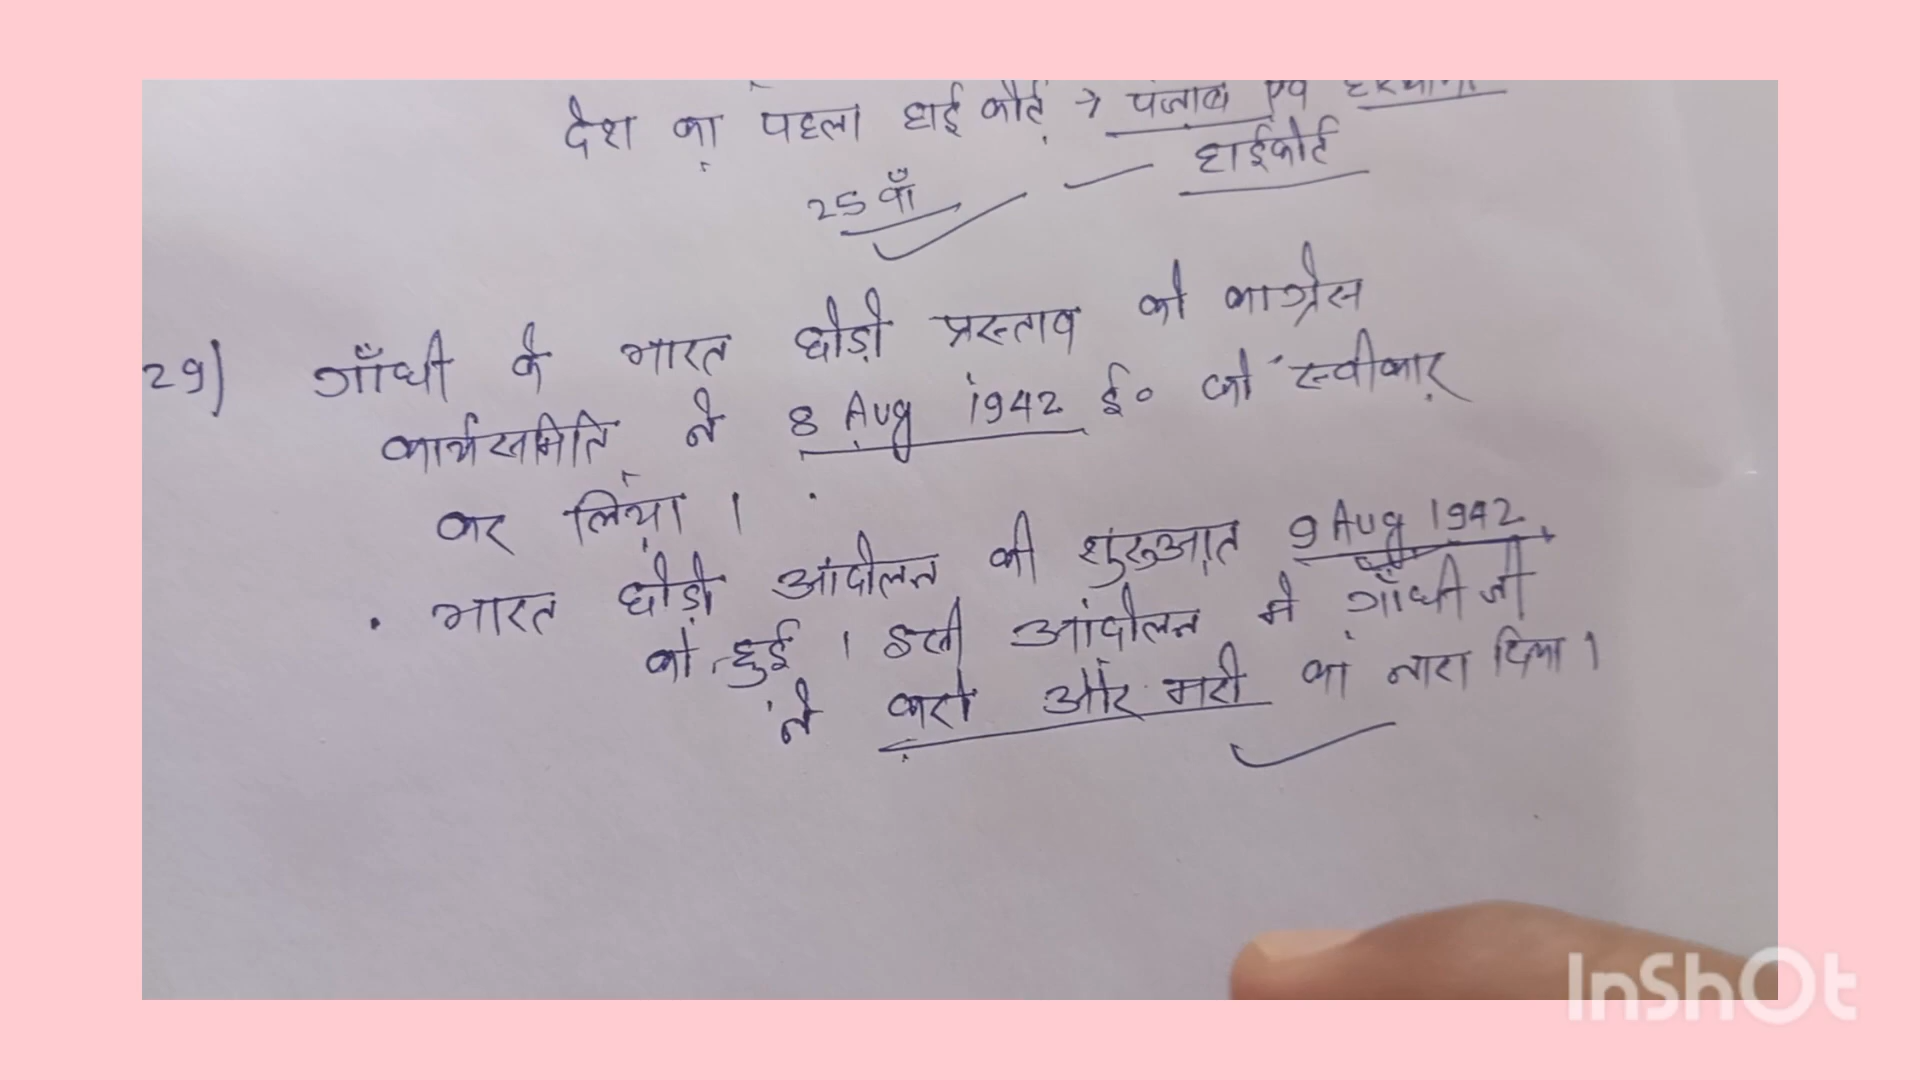 देश का पहला हाई कोर्ट → पंजाब एवं हरियाणा
हाईकोर्ट
25 वाँ
29) गाँधी के भारत छोड़ो प्रस्ताव को काग्रेस
कार्यसमिति ने 8 Aug 1942 ई० को स्वीकार
कर लिया ।
• भारत छोड़ो आंदोलन की शुरुआत 9 Aug 1942
को हुई । इसी आंदोलन मे गाँधी जी
ने करो और मरो का नारा दिया ।
InShOt